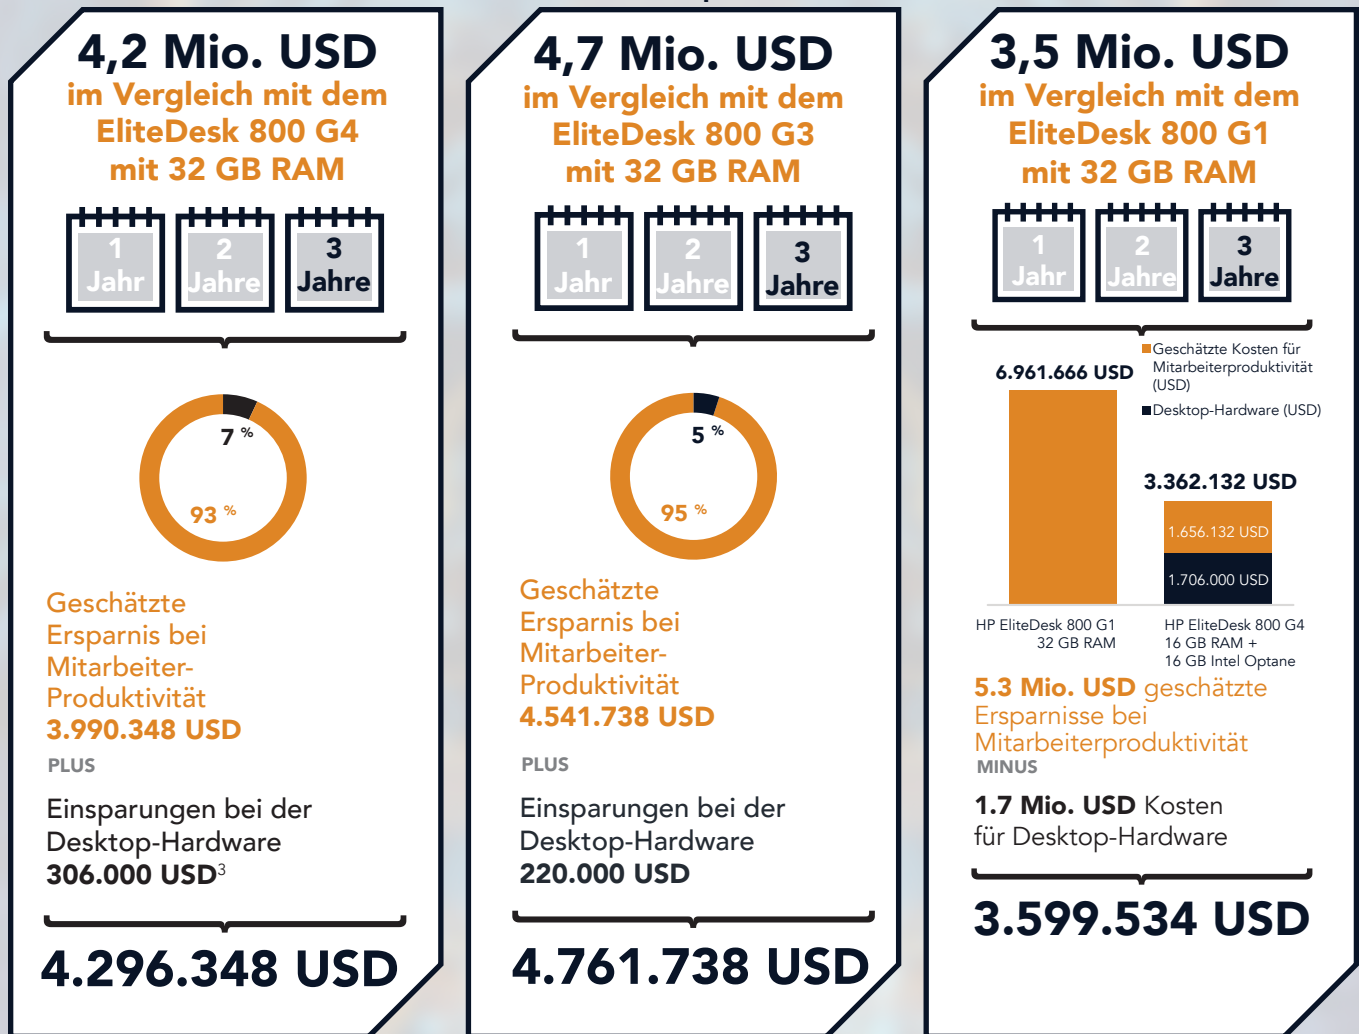 4,2 Mio. USD
im Vergleich mit dem
EliteDesk 800 G4
mit 32 GB RAM
1
Jahr
2
Jahre
3
Jahre
7 %
93 %
Geschätzte
Ersparnis bei
Mitarbeiter-
Produktivität
3.990.348 USD
PLUS
Einsparungen bei der
Desktop-Hardware
306.000 USD3
4.296.348 USD
4,7 Mio. USD
im Vergleich mit dem
EliteDesk 800 G3
mit 32 GB RAM
1
Jahr
2
Jahre
3
Jahre
5 %
95 %
Geschätzte
Ersparnis bei
Mitarbeiter-
Produktivität
4.541.738 USD
PLUS
Einsparungen bei der
Desktop-Hardware
220.000 USD
4.761.738 USD
3,5 Mio. USD
im Vergleich mit dem
EliteDesk 800 G1
mit 32 GB RAM
1
Jahr
2
Jahre
3
Jahre
Geschätzte Kosten für
Mitarbeiterproduktivität
(USD)
Desktop-Hardware (USD)
6.961.666 USD
3.362.132 USD
1.656.132 USD
1.706.000 USD
HP EliteDesk 800 G1
32 GB RAM
HP EliteDesk 800 G4
16 GB RAM +
16 GB Intel Optane
5.3 Mio. USD geschätzte
Ersparnisse bei
Mitarbeiterproduktivität
MINUS
1.7 Mio. USD Kosten
für Desktop-Hardware
3.599.534 USD